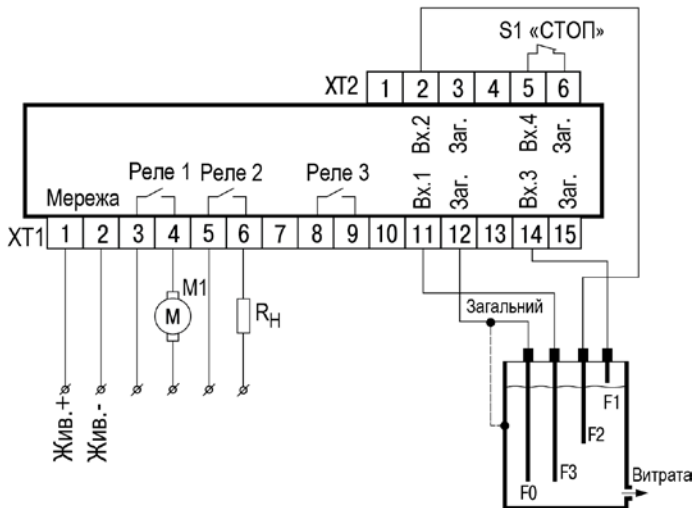 S1 «СТОП»
XT2 1 2 3 4 5 6
Вх.2 Заг. Вх.4 Заг.
Реле 1 Реле 2 Реле 3
Мережа
Вх.1 Заг. Вх.3 Заг.
XT1 1 2 3 4 5 6 7 8 9 10 11 12 13 14 15
M1
M
RН
Загальний
F1
F2
F3
F0
Витрата
Жив.+
Жив.-